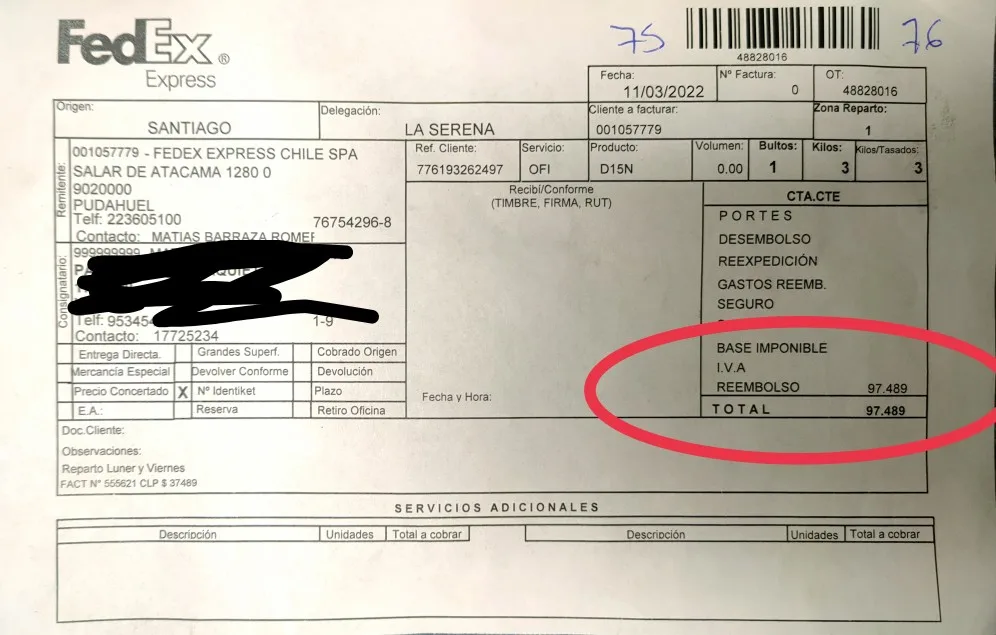 FedEx®
Express
75
76
48828016
Fecha:
11/03/2022
Nº Factura:
0
OT:
48828016
Origen:
SANTIAGO
Delegación:
LA SERENA
Cliente a facturar:
001057779
Zona Reparto:
1
Remitente:
001057779 - FEDEX EXPRESS CHILE SPA
SALAR DE ATACAMA 1280 0
9020000
PUDAHUEL
Telf: 223605100
76754296-8
Contacto: MATIAS BARRAZA ROMER
Ref. Cliente:
776193262497
Servicio:
OFI
Producto:
D15N
Volumen:
0.00
Bultos:
1
Kilos:
3
Kilos/Tasados:
3
Recibí/Conforme
(TIMBRE, FIRMA, RUT)
CTA.CTE
PORTES
DESEMBOLSO
REEXPEDICIÓN
GASTOS REEMB.
SEGURO
BASE IMPONIBLE
I.V.A
REEMBOLSO 97.489
TOTAL 97.489
Consignatario:
999999999
Telf: 95345
1-9
Contacto: 17725234
Entrega Directa.
Grandes Superf.
Cobrado Origen
Mercancía Especial
Devolver Conforme
Devolución
Precio Concertado
X
Nº Identiket
Plazo
E.A.:
Reserva
Retiro Oficina
Fecha y Hora:
Doc.Cliente:
Observaciones:
Reparto Luner y Viernes
FACT N° 555621 CLP $ 37489
SERVICIOS ADICIONALES
Descripción Unidades Total a cobrar Descripción Unidades Total a cobrar